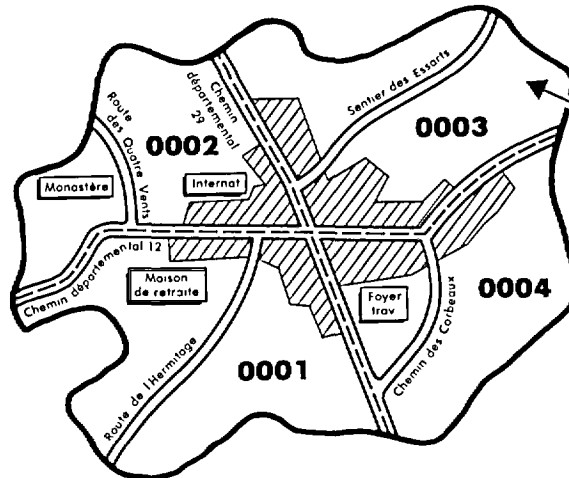 Sentier des Essarts
Chemin
départemental
29
Route
des Quatre Vents
0002
0003
Monastère
Internat
Chemin départemental 12
Maison
de retraite
Foyer
trav
0004
Chemin des Corbeaux
0001
Route de l'Hermitage